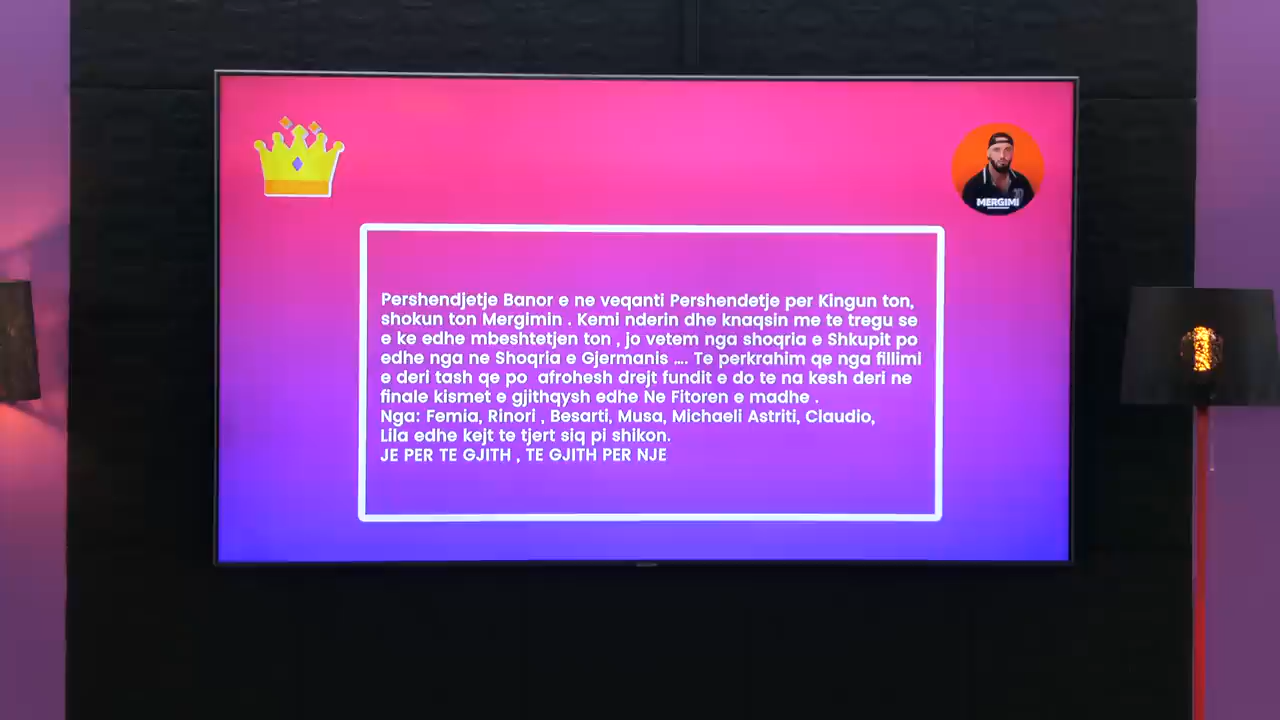 MERGIMI
Pershendjetje Banor e ne veqanti Pershendetje per Kingun ton,
shokun ton Mergimin . Kemi nderin dhe knaqsin me te tregu se
e ke edhe mbeshtetjen ton , jo vetem nga shoqria e Shkupit po
edhe nga ne Shoqria e Gjermanis .... Te perkrahim qe nga fillimi
e deri tash qe po afrohesh drejt fundit e do te na kesh deri ne
finale kismet e gjithqysh edhe Ne Fitoren e madhe .
Nga: Femia, Rinori , Besarti, Musa, Michaeli Astriti, Claudio,
Lila edhe kejt te tjert siq pi shikon.
JE PER TE GJITH , TE GJITH PER NJE